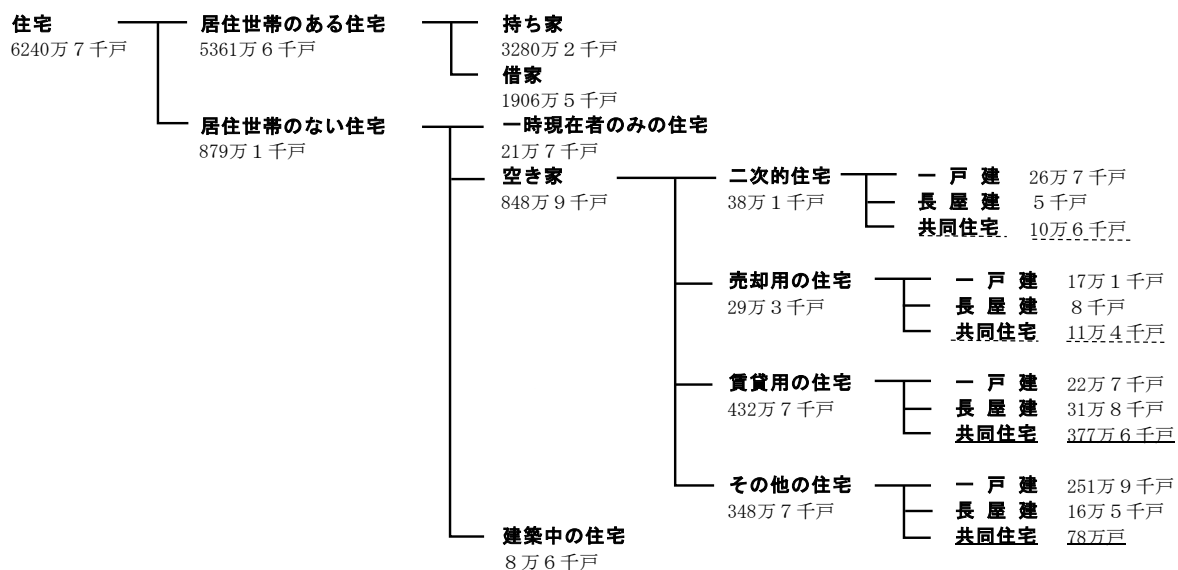 住宅
6240万7千戸
居住世帯のある住宅
5361万6千戸
持ち家
3280万2千戸
借家
1906万5千戸
居住世帯のない住宅
879万1千戸
一時現在者のみの住宅
21万7千戸
空き家
848万9千戸
二次的住宅
38万1千戸
一戸建 26万7千戸
長屋建 5千戸
共同住宅 10万6千戸
売却用の住宅
29万3千戸
一戸建 17万1千戸
長屋建 8千戸
共同住宅 11万4千戸
賃貸用の住宅
432万7千戸
一戸建 22万7千戸
長屋建 31万8千戸
共同住宅 377万6千戸
その他の住宅
348万7千戸
一戸建 251万9千戸
長屋建 16万5千戸
共同住宅 78万戸
建築中の住宅
8万6千戸